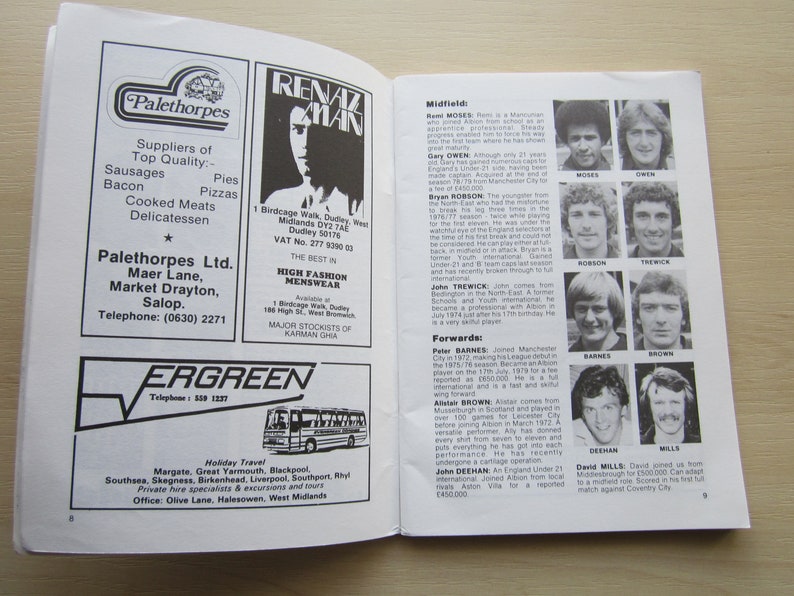 Palethorpes
Suppliers of
Top Quality:-
Sausages Pies
Bacon Pizzas
Cooked Meats
Delicatessen
Palethorpes Ltd.
Maer Lane,
Market Drayton,
Salop.
Telephone: (0630) 2271
RENAIZ
MAN
1 Birdcage Walk, Dudley, West
Midlands DY2 7AE
Dudley 50176
VAT No. 277 9390 03
THE BEST IN
HIGH FASHION
MENSWEAR
Available at
1 Birdcage Walk, Dudley
186 High St., West Bromwich.
MAJOR STOCKISTS OF
KARMAN GHIA
VERGREEN
Telephone : 559 1237
Holiday Travel
Margate, Great Yarmouth, Blackpool,
Southsea, Skegness, Birkenhead, Liverpool, Southport, Rhyl
Private hire specialists & excursions and tours
Office: Olive Lane, Halesowen, West Midlands
8
Midfield:
Remi MOSES: Remi is a Mancunian
who joined Albion from school as an
apprentice professional. Steady
progress enabled him to force his way
into the first team where he has shown
great maturity.
Gary OWEN: Although only 21 years
old, Gary has gained numerous caps for
England's Under-21 side, having been
made captain. Acquired at the end of
season 78/79 from Manchester City for
a fee of £450,000.
Bryan ROBSON: The youngster from
the North-East who had the misfortune
to break his leg three times in the
1976/77 season - twice while playing
for the first eleven. He was under the
watchful eye of the England selectors at
the time of his first break and could not
be considered. He can play either at full-
back, in midfield or in attack. Bryan is a
former Youth international. Gained
Under-21 and 'B' team caps last season
and has recently broken through to full
international.
John TREWICK: John comes from
Bedlington in the North-East. A former
Schools and Youth international, he
became a professional with Albion in
July 1974 just after his 17th birthday. He
is a very skilful player.
Forwards:
Peter BARNES: Joined Manchester
City in 1972, making his League debut in
the 1975/76 season. Became an Albion
player on the 17th July, 1979 for a fee
reported as £650,000. He is a full
international and is a fast and skilful
wing forward.
Alistair BROWN: Alistair comes from
Musselburgh in Scotland and played in
over 100 games for Leicester City
before joining Albion in March 1972. A
versatile performer, Ally has donned
every shirt from seven to eleven and
puts everything he has got into each
performance. He has recently
undergone a cartilage operation.
John DEEHAN: An England Under 21
international. Joined Albion from local
rivals Aston Villa for a reported
£450,000.
MOSES OWEN
ROBSON TREWICK
BARNES BROWN
DEEHAN MILLS
David MILLS: David joined us from
Middlesbrough for £500,000. Can adapt
to a midfield role. Scored in his first full
match against Coventry City.
9